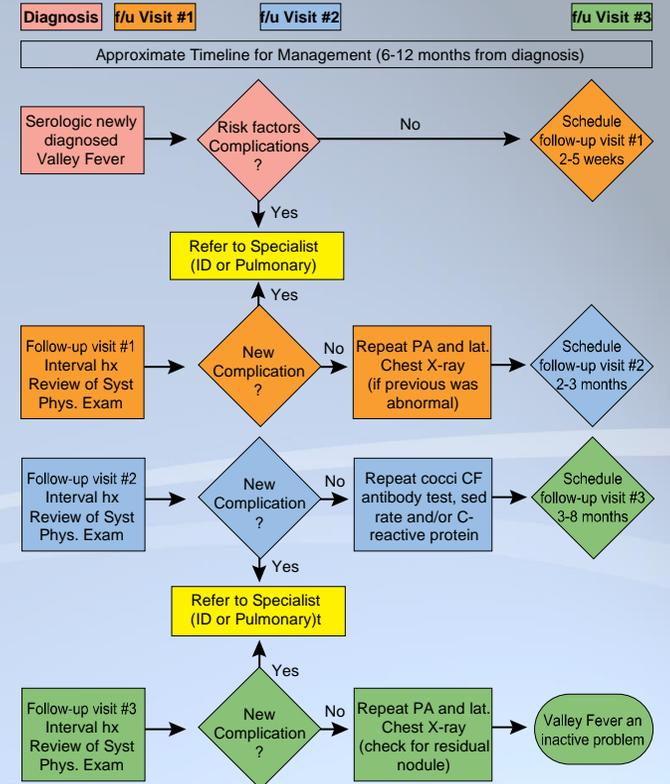 Diagnosis
f/u Visit #1
f/u Visit #2
f/u Visit #3
Approximate Timeline for Management (6-12 months from diagnosis)
Serologic newly
diagnosed
Valley Fever
Risk factors
Complications
?
No
Schedule
follow-up visit #1
2-5 weeks
Yes
Refer to Specialist
(ID or Pulmonary)
Yes
Follow-up visit #1
Interval hx
Review of Syst
Phys. Exam
New
Complication
?
No
Repeat PA and lat.
Chest X-ray
(if previous was
abnormal)
Schedule
follow-up visit #2
2-3 months
Follow-up visit #2
Interval hx
Review of Syst
Phys. Exam
New
Complication
?
No
Repeat cocci CF
antibody test, sed
rate and/or C-
reactive protein
Schedule
follow-up visit #3
3-8 months
Yes
Refer to Specialist
(ID or Pulmonary)t
Yes
Follow-up visit #3
Interval hx
Review of Syst
Phys. Exam
New
Complication
?
No
Repeat PA and lat.
Chest X-ray
(check for residual
nodule)
Valley Fever an
inactive problem